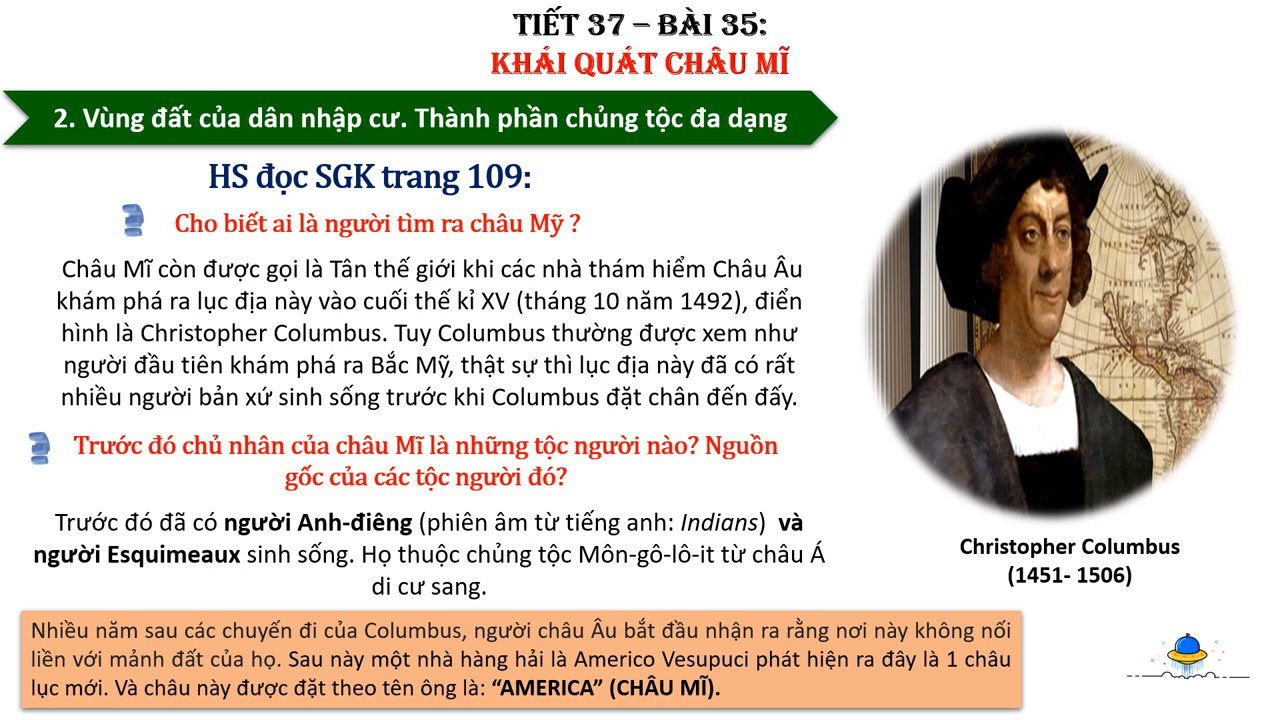 TIẾT 37 – BÀI 35:
KHÁI QUÁT CHÂU MĨ
2. Vùng đất của dân nhập cư. Thành phần chủng tộc đa dạng
HS đọc SGK trang 109:
Cho biết ai là người tìm ra châu Mỹ ?
Châu Mĩ còn được gọi là Tân thế giới khi các nhà thám hiểm Châu Âu
khám phá ra lục địa này vào cuối thế kỉ XV (tháng 10 năm 1492), điển
hình là Christopher Columbus. Tuy Columbus thường được xem như
người đầu tiên khám phá ra Bắc Mỹ, thật sự thì lục địa này đã có rất
nhiều người bản xứ sinh sống trước khi Columbus đặt chân đến đấy.
Trước đó chủ nhân của châu Mĩ là những tộc người nào? Nguồn
gốc của các tộc người đó?
Trước đó đã có người Anh-điêng (phiên âm từ tiếng anh: Indians) và
người Esquimeaux sinh sống. Họ thuộc chủng tộc Môn-gô-lô-it từ châu Á
di cư sang.
Christopher Columbus
(1451- 1506)
Nhiều năm sau các chuyến đi của Columbus, người châu Âu bắt đầu nhận ra rằng nơi này không nối
liền với mảnh đất của họ. Sau này một nhà hàng hải là Americo Vesupuci phát hiện ra đây là 1 châu
lục mới. Và châu này được đặt theo tên ông là: “AMERICA” (CHÂU MĨ).